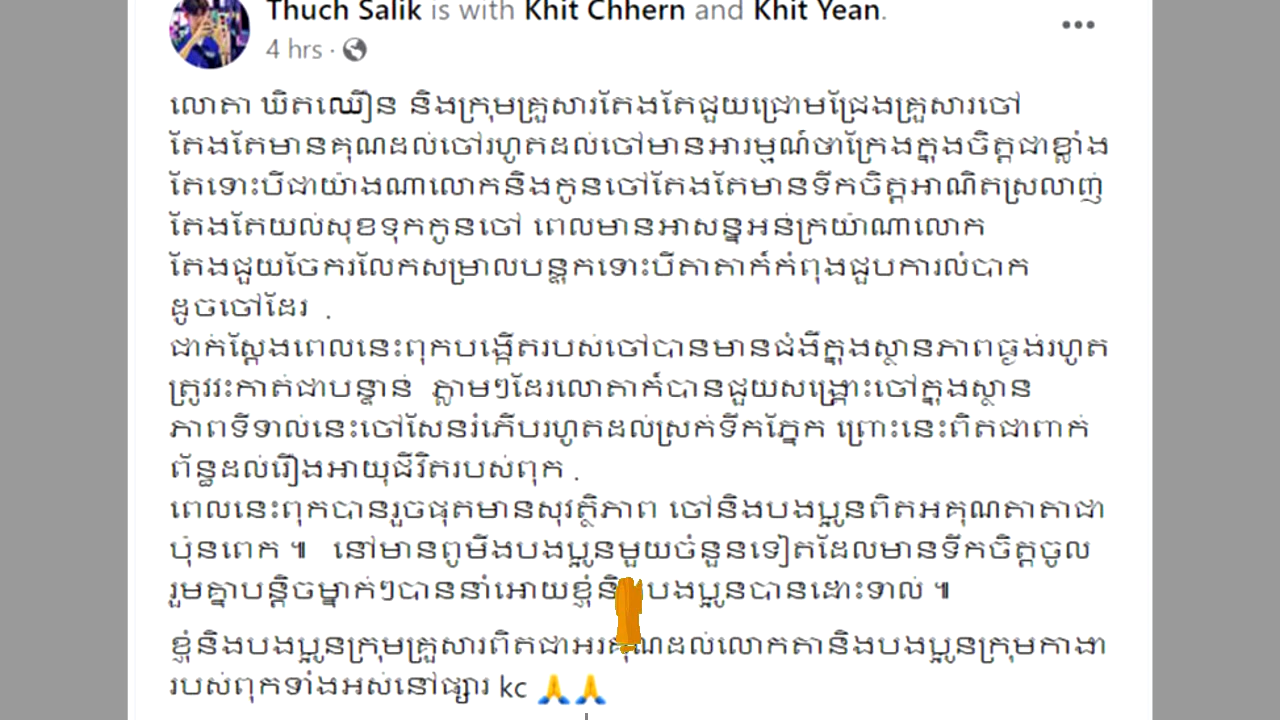 Thuch Salik is with Khit Chhern and Khit Yean.
4 hrs ·
លោតា ឃិតឈឿន និងក្រុមគ្រួសារតែងតែជួយជ្រោមជ្រែងគ្រួសារចៅ
តែងតែមានគុណដល់ចៅរហូតដល់ចៅមានអារម្មណ៍ថាក្រែងក្នុងចិត្តជាខ្លាំង
តែទោះបីជាយ៉ាងណាលោកនិងកូនចៅតែងតែមានទឹកចិត្តអាណិតស្រលាញ់
តែងតែយល់សុខទុកកូនចៅ ពេលមានអាសន្នអន់ក្រយ៉ាណាលោក
តែងជួយចែករលែកសម្រាលបន្ទុកទោះបីតាតាក៏កំពុងជួបការលំបាក
ដូចចៅដែរ .
ជាក់ស្តែងពេលនេះពុកបង្កើតរបស់ចៅបានមានជំងឺក្នុងស្ថានភាពធ្ងង់រហូត
ត្រូវវះកាត់ជាបន្ទាន់ ភ្លាមៗដែរលោតាក៏បានជួយសង្គ្រោះចៅក្នុងស្ថាន
ភាពទីទាល់នេះចៅសែនរំភើបរហូតដល់ស្រក់ទឹកភ្នែក ព្រោះនេះពិតជាពាក់
ព័ន្ធដល់រឿងអាយុជីវិតរបស់ពុក .
ពេលនេះពុកបានរួចផុតមានសុវត្ថិភាព ចៅនិងបងប្អូនពិតអគុណតាតាជា
ប៉ុនពេក ៕ នៅមានពូមីងបងប្អូនមួយចំនួនទៀតដែលមានទឹកចិត្តចូល
រួមគ្នាបន្តិចម្នាក់ៗបាននាំអោយខ្ញុំ បងប្អូនបានដោះទាល់ ៕
ខ្ញុំនិងបងប្អូនក្រុមគ្រួសារពិតជាអរគុណដល់លោកតានិងបងប្អូនក្រុមកាងា
របស់ពុកទាំងអស់នៅផ្សារ kc 🙏🙏